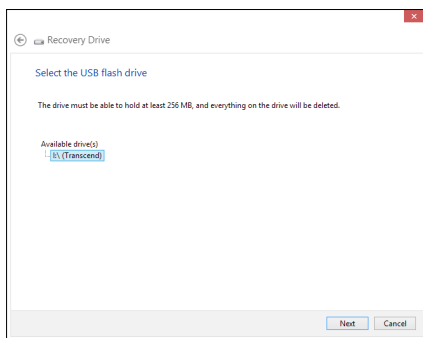 Recovery Drive
Select the USB flash drive
The drive must be able to hold at least 256 MB, and everything on the drive will be deleted.
Available drive(s)
I:\ (Transcend)
Next
Cancel